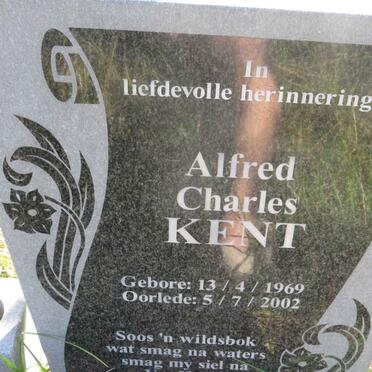 In
liefdevolle herinnering
Alfred
Charles
KENT
Gebore: 13 / 4 / 1969
Oorlede: 5 / 7 / 2002
Soos 'n wildsbok
wat smag na waters
smag my siel na